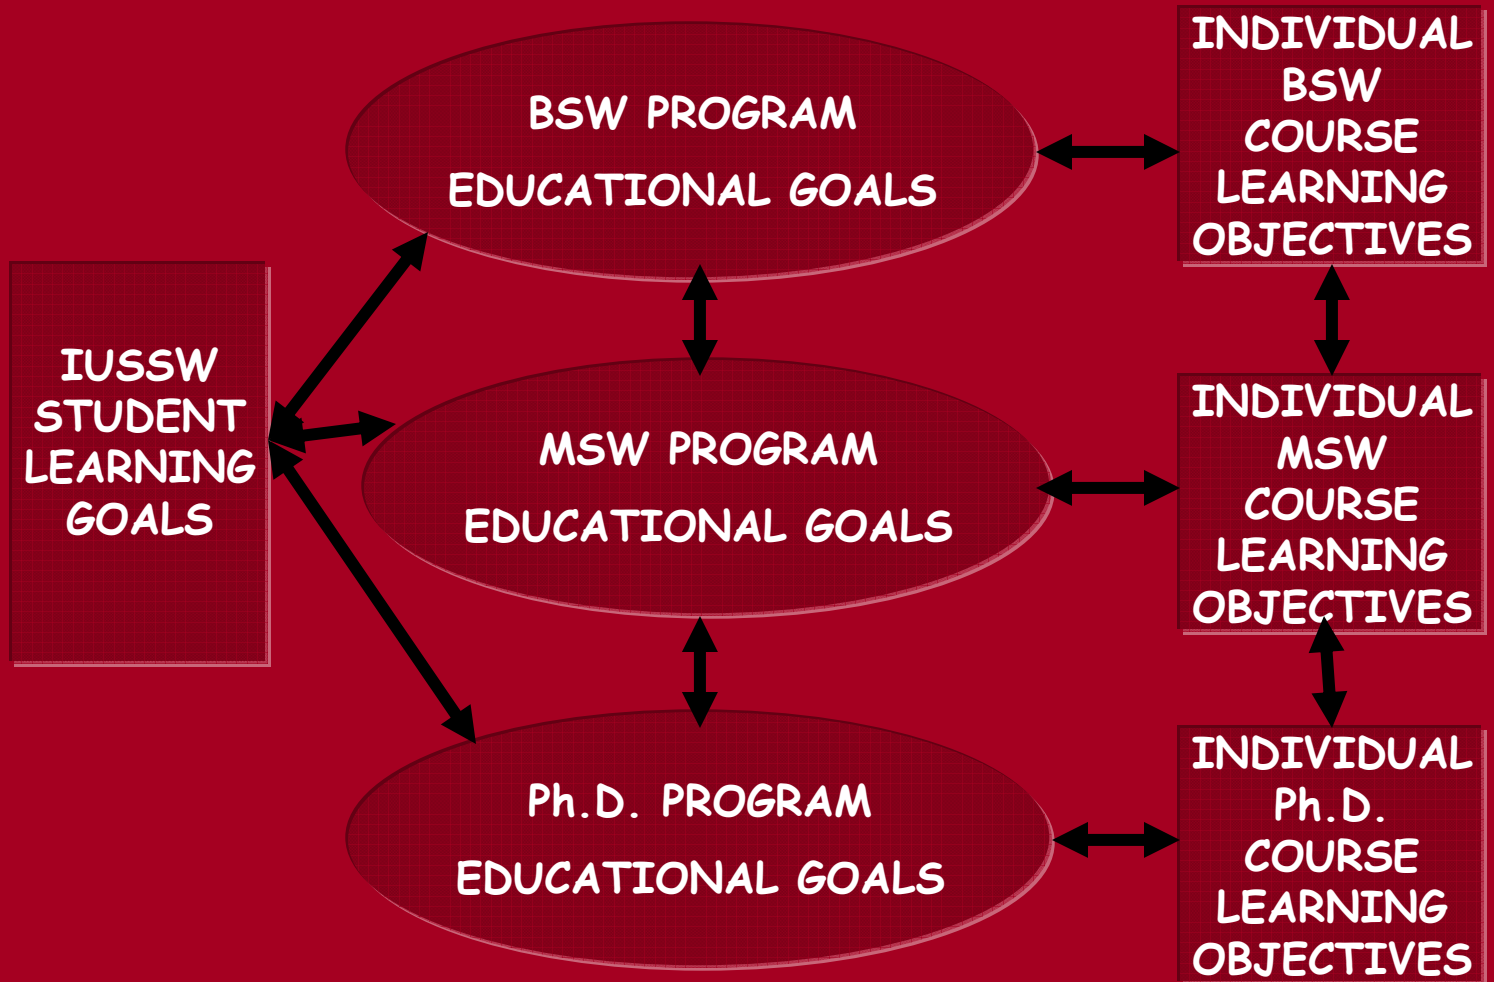 IUSSW
STUDENT
LEARNING
GOALS
BSW PROGRAM
EDUCATIONAL GOALS
MSW PROGRAM
EDUCATIONAL GOALS
Ph.D. PROGRAM
EDUCATIONAL GOALS
INDIVIDUAL
BSW
COURSE
LEARNING
OBJECTIVES
INDIVIDUAL
MSW
COURSE
LEARNING
OBJECTIVES
INDIVIDUAL
Ph.D.
COURSE
LEARNING
OBJECTIVES